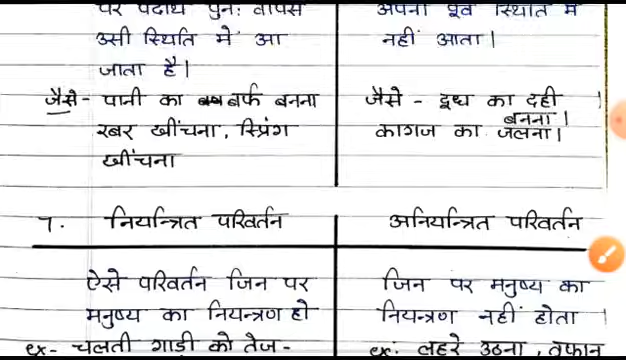 पर पदार्थ पुनः वापस
उसी स्थिति में आ
जाता है।
जैसे - पानी का बर्फ बनना
रबर खींचना, स्प्रिंग
खींचना
अपनी पूर्व स्थिति में
नहीं आता।
जैसे - दूध का दही
बनना।
कागज का जलना।
7. नियन्त्रित परिवर्तन
अनियन्त्रित परिवर्तन
ऐसे परिवर्तन जिन पर
मनुष्य का नियन्त्रण हो
ex - चलती गाड़ी को तेज -
जिन पर मनुष्य का
नियन्त्रण नहीं होता।
ex: लहरे उठना, तूफान